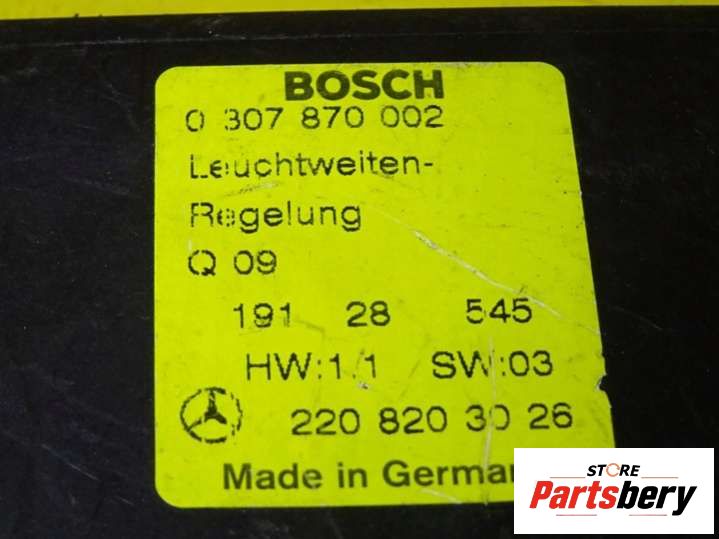 BOSCH
0 307 870 002
Leuchtweiten-
Regelung
Q 09
191 28 545
HW:1.1 SW:03
220 820 30 26
Made in German
STORE
Partsbery